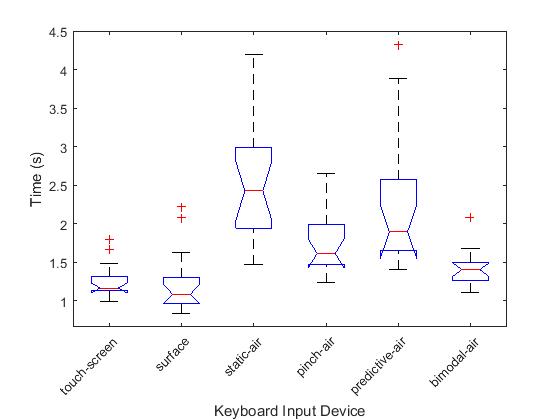 4.5
4
3.5
3
2.5
2
1.5
1
Time (s)
touch-screen
surface
static-air
pinch-air
predictive-air
bimodal-air
Keyboard Input Device